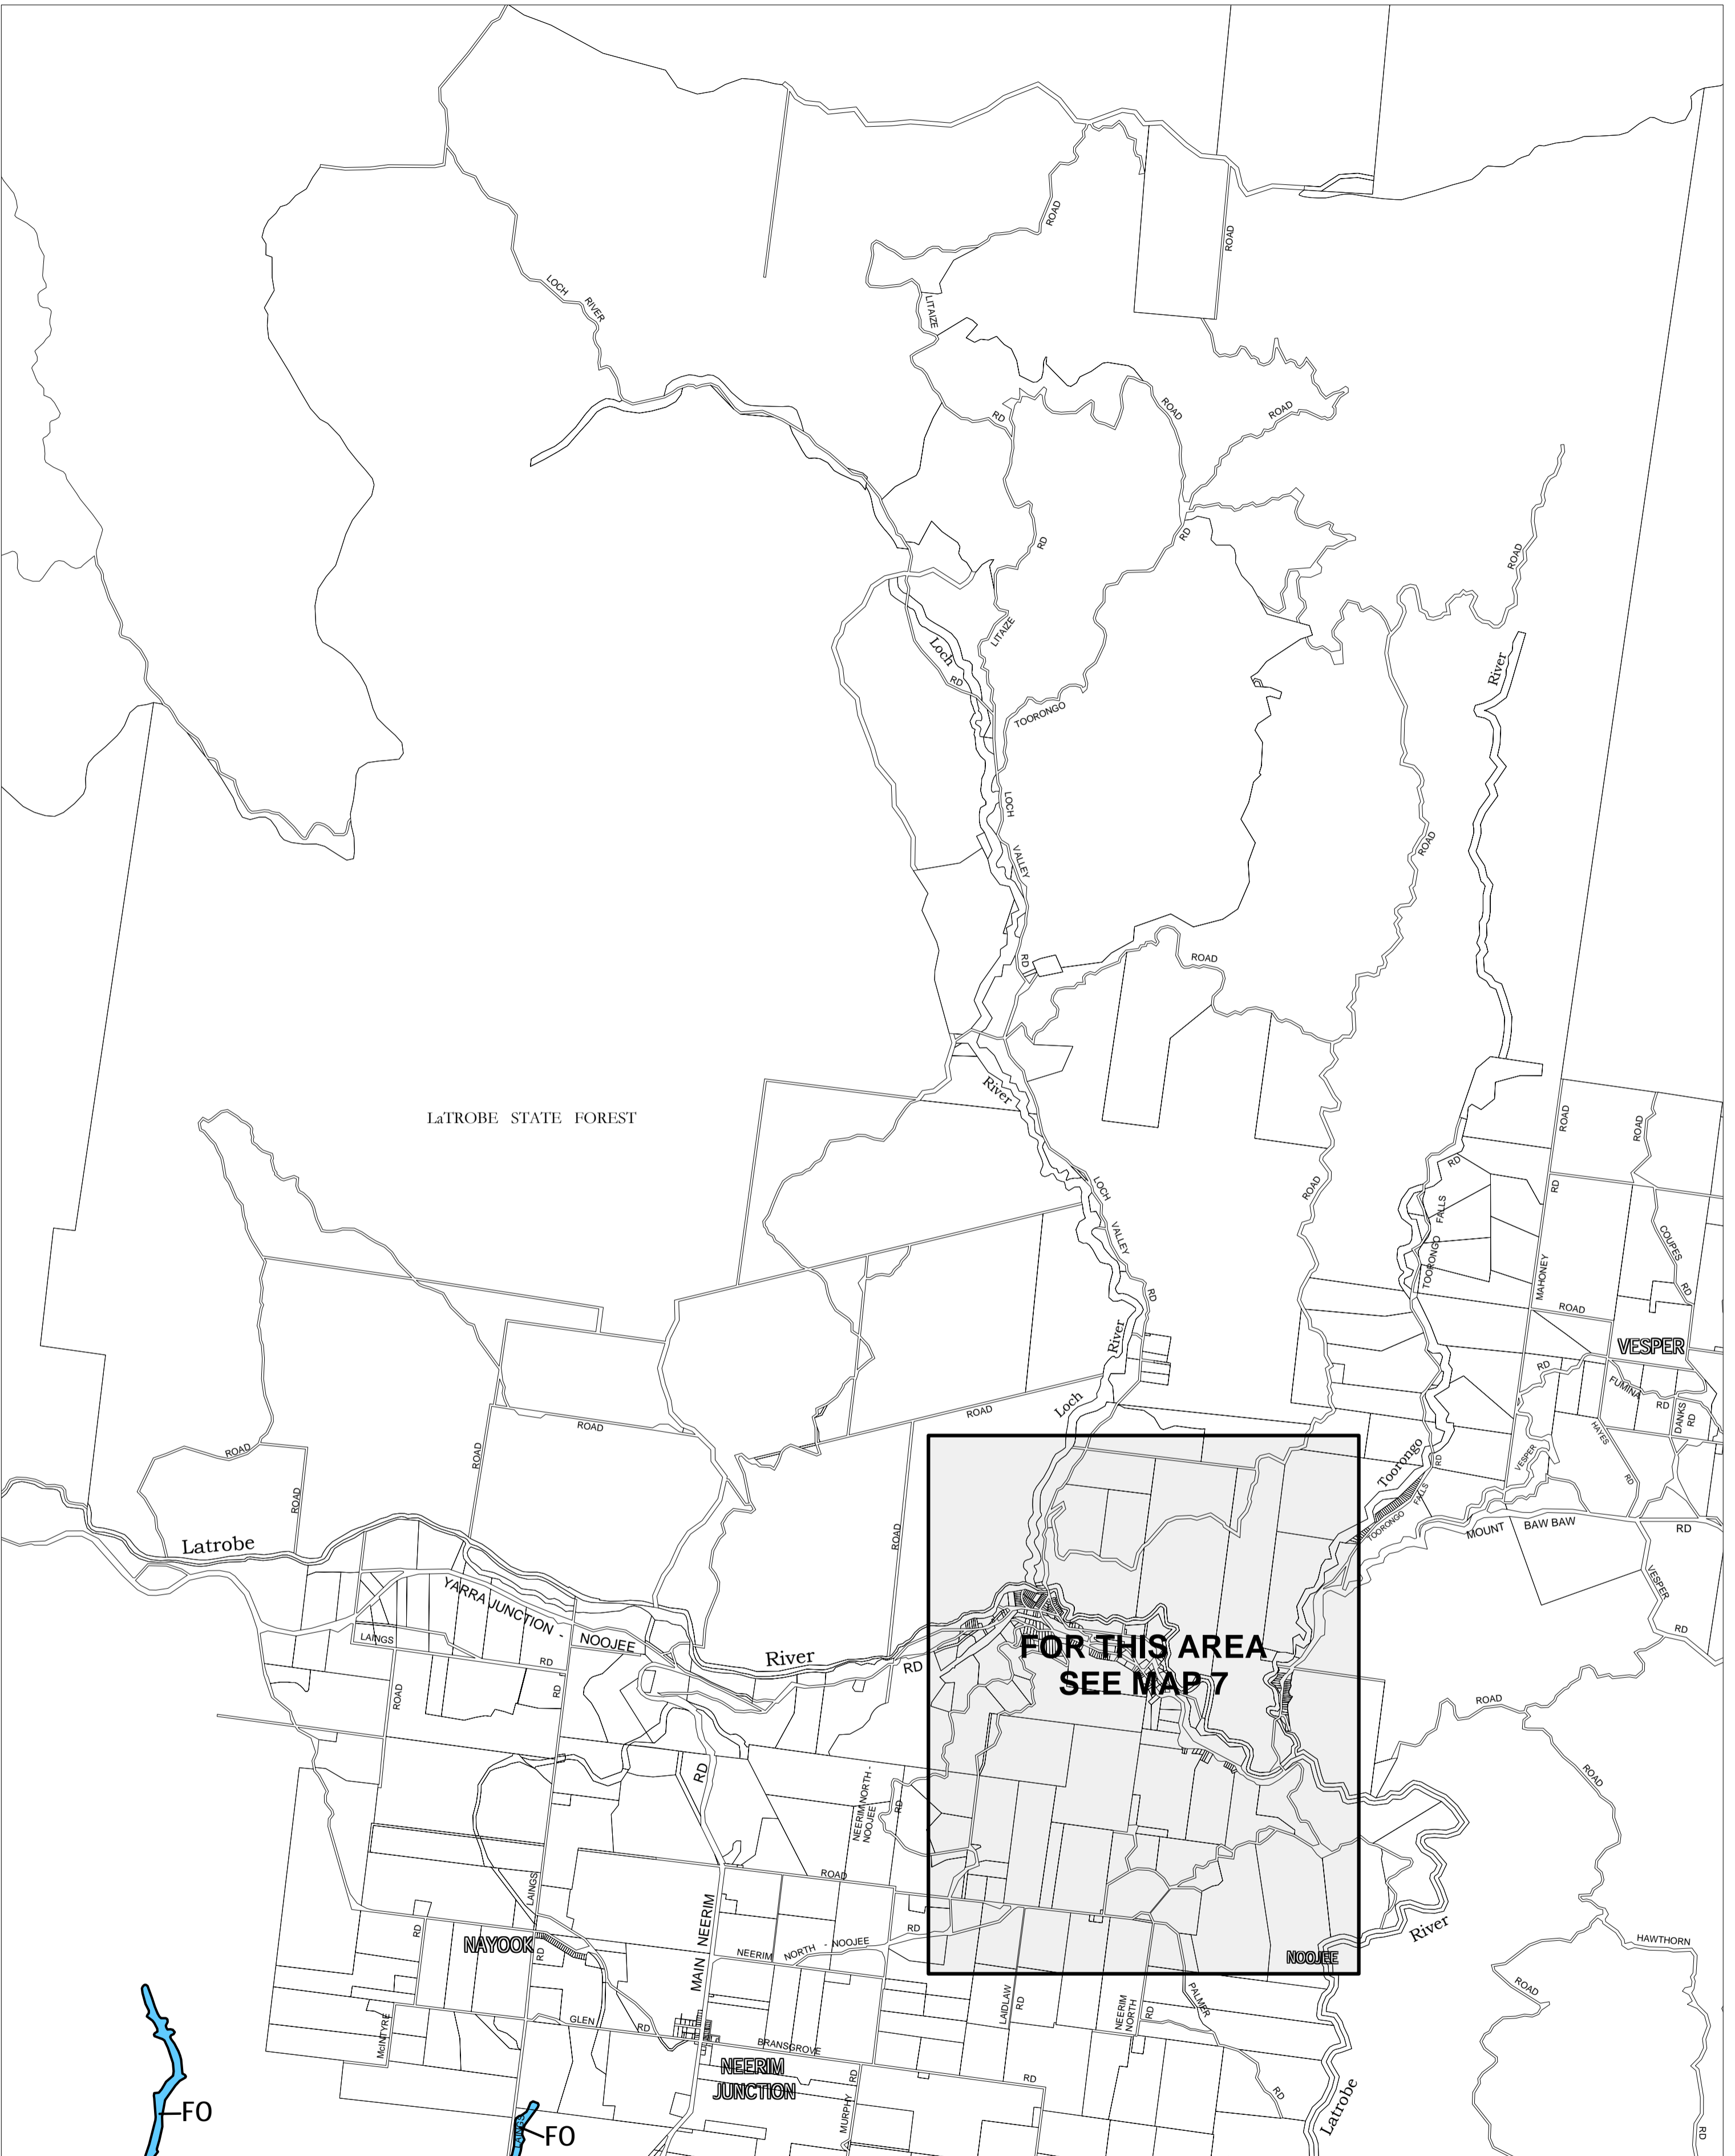 ROAD
ROAD
LOCH
RIVER
LITAIZE
ROAD
RD
ROAD
RD
RD
ROAD
LITAIZE
Loch
RD
River
TOORONGO
LOCH
VALLEY
ROAD
RD
ROAD
River
LaTROBE STATE FOREST
ROAD
ROAD
RD
ROAD
RD
LOCH
FALLS
TOORONGO
VALLEY
COUPES
RD
MAHONEY
RD
ROAD
River
VESPER
RD
FUMINA
RD
DANKS
RD
Loch
ROAD
ROAD
HAYES
RD
ROAD
ROAD
VESPER
Toorongo
RD
FALLS
TOORONGO
ROAD
MOUNT BAW BAW
RD
ROAD
Latrobe
VESPER
YARRA JUNCTION -
NOOJEE
LAINGS
RD
RD
River
RD
RD
FOR THIS AREA
SEE MAP 7
ROAD
ROAD
RD
NEERIM NORTH -
NOOJEE
RD
ROAD
ROAD
LAINGS
MAIN NEERIM
RD
RD
NAYOOK
RD
NEERIM
NORTH - NOOJEE
NOOJEE
River
HAWTHORN
ROAD
LAIDLAW
RD
NEERIM
NORTH
RD
PALMER
McINTYRE
GLEN
RD
BRANSGROVE
NEERIM
JUNCTION
RD
RD
RD
MURPHY
Latrobe
FO
LAINGS
FO
RD